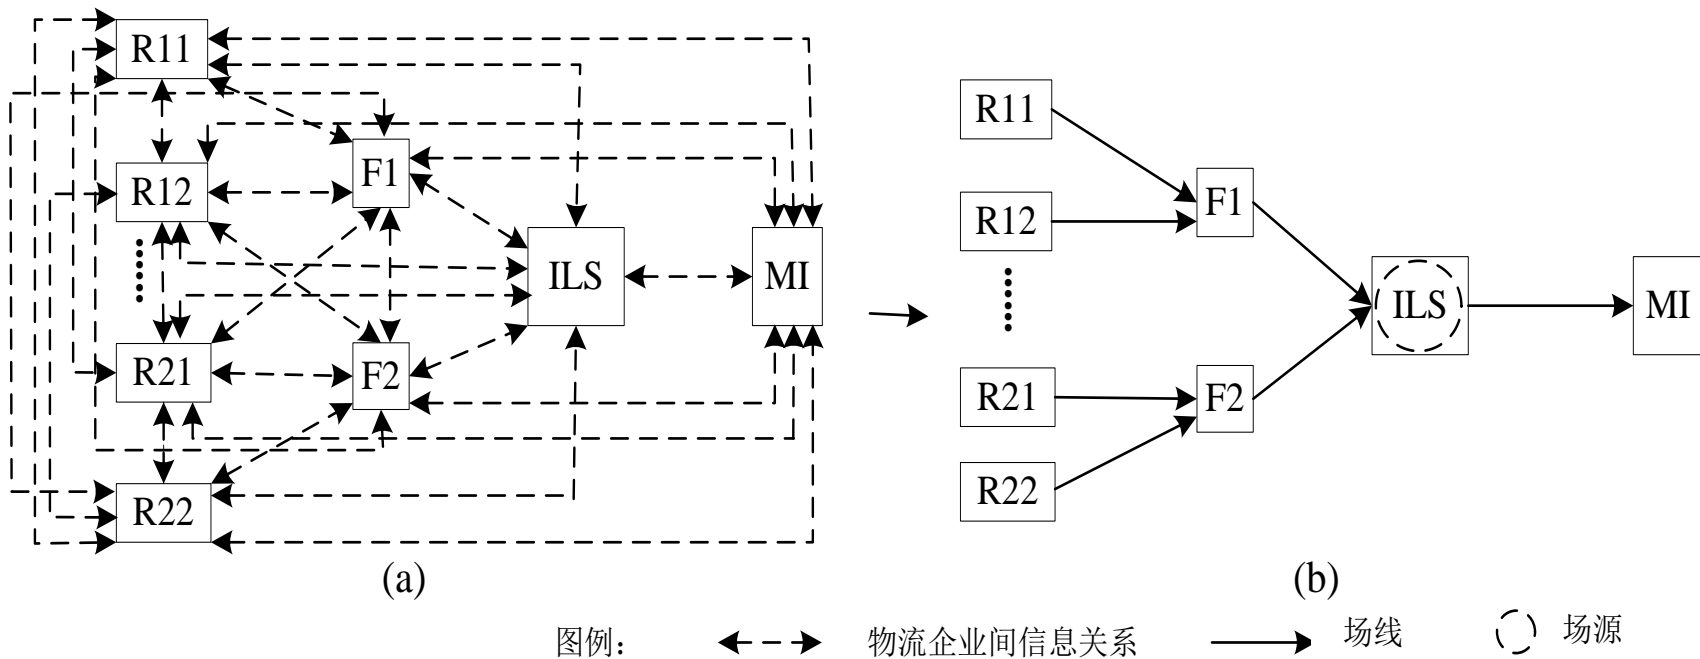 R11
R12
R21
R22
F1
F2
ILS
MI
(a)
R11
R12
R21
R22
F1
F2
ILS
MI
(b)
图例： 物流企业间信息关系 场线 场源